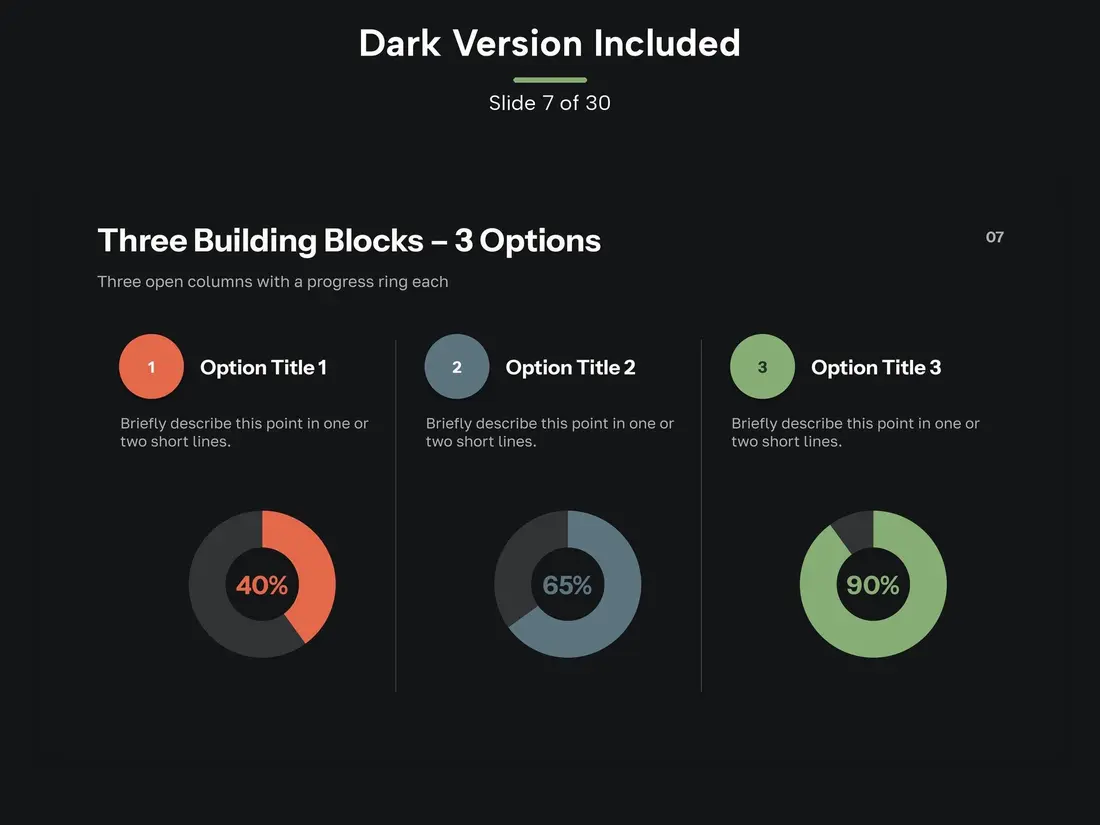 Dark Version Included
Slide 7 of 30
Three Building Blocks – 3 Options
07
Three open columns with a progress ring each
1
Option Title 1
Briefly describe this point in one or
two short lines.
40%
2
Option Title 2
Briefly describe this point in one or
two short lines.
65%
3
Option Title 3
Briefly describe this point in one or
two short lines.
90%